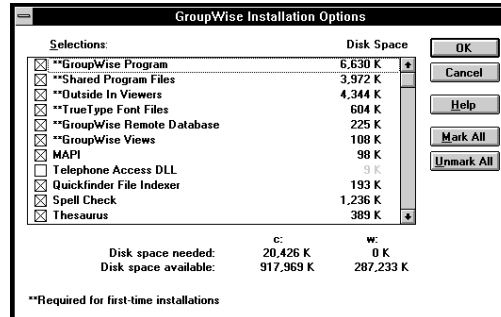 GroupWise Installation Options
Selections: Disk Space
**GroupWise Program 6,630 K
**Shared Program Files 3,972 K
**Outside In Viewers 4,344 K
**TrueType Font Files 604 K
**GroupWise Remote Database 225 K
**GroupWise Views 108 K
MAPI 98 K
Telephone Access DLL 9 K
Quickfinder File Indexer 193 K
Spell Check 1,236 K
Thesaurus 389 K
OK
Cancel
Help
Mark All
Unmark All
c: w:
Disk space needed: 20,426 K 0 K
Disk space available: 917,969 K 287,233 K
**Required for first-time installations